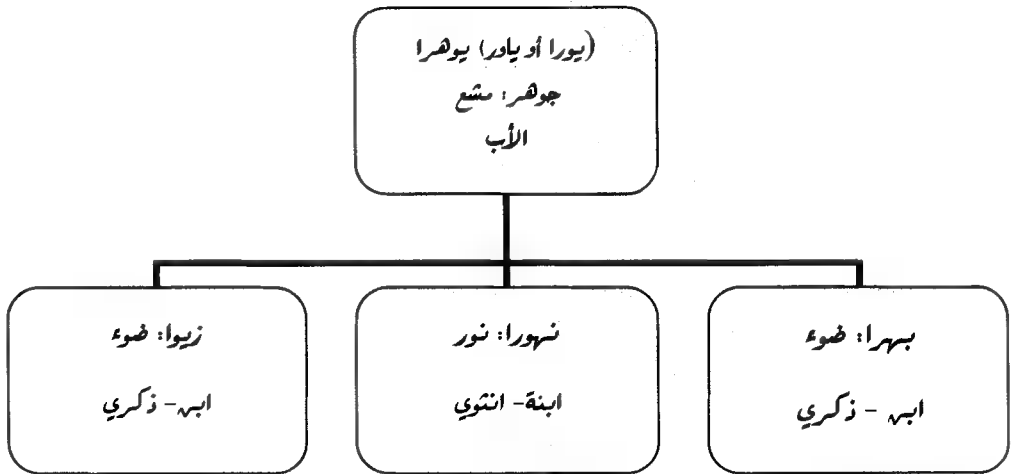 (يورا أو ياور) يوهرا
جوهر: مشع
الأب
بهرا: ضوء
ابن - ذكري
نهورا: نور
ابنة - انثوي
زيوا: ضوء
ابن - ذكري